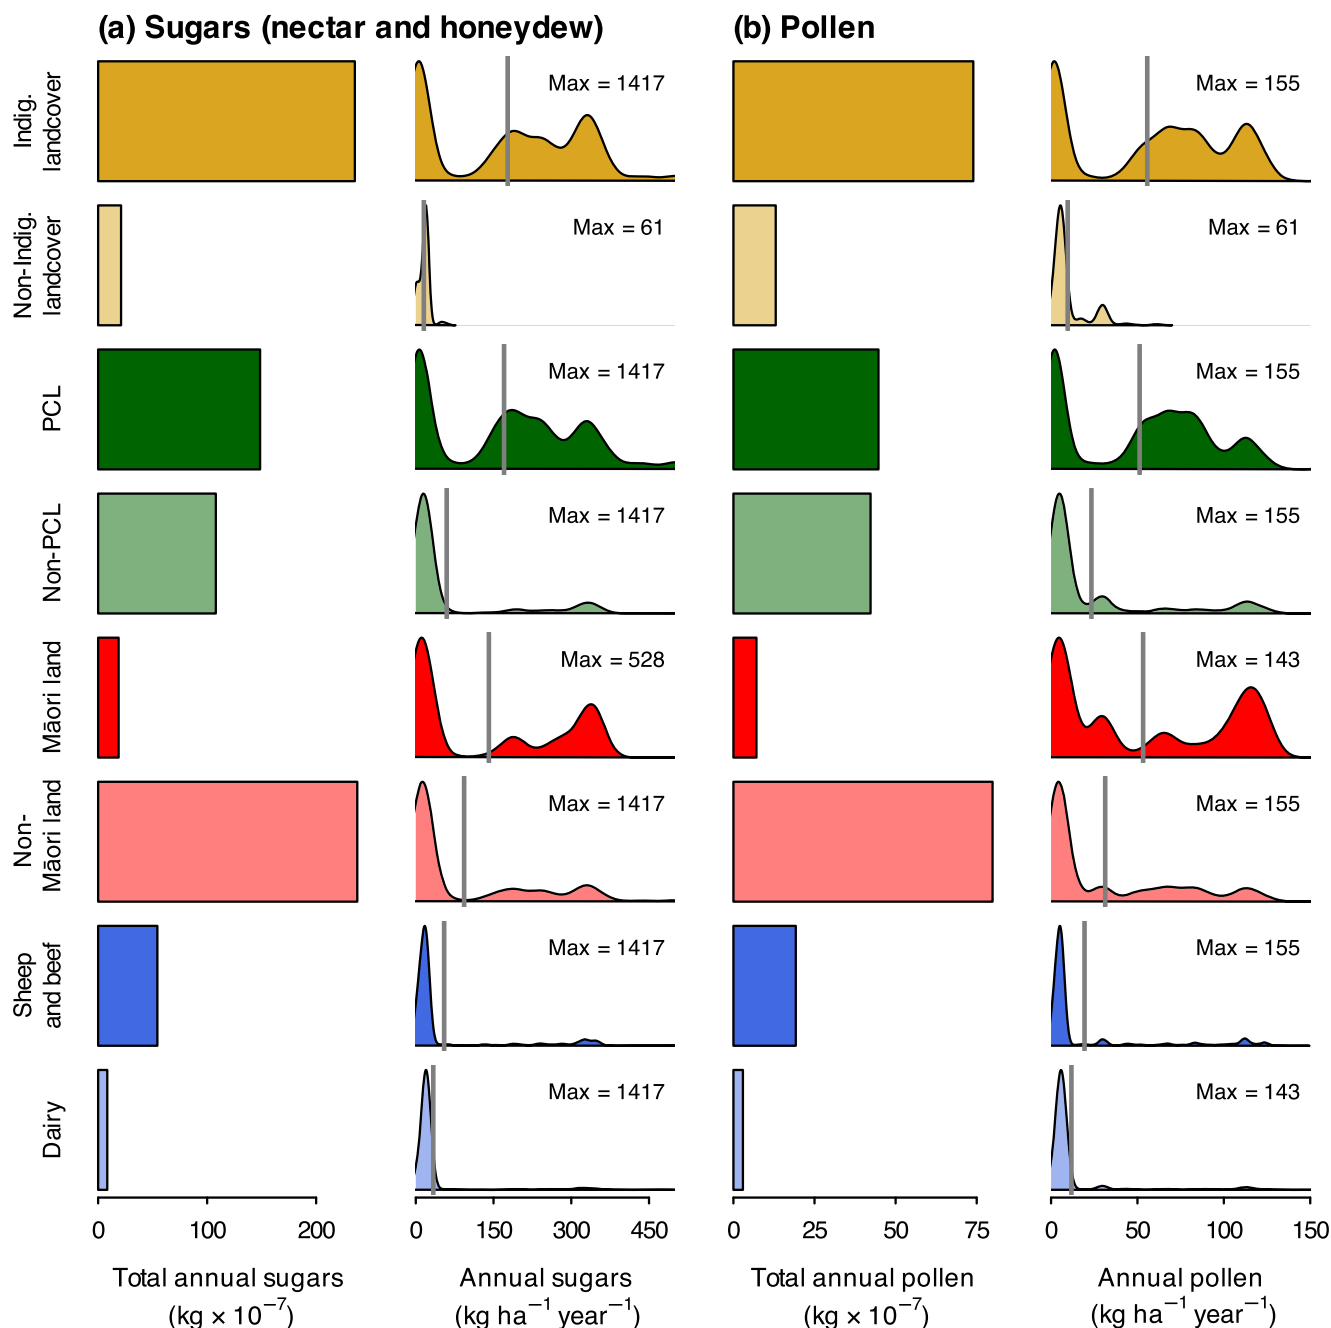 (a) Sugars (nectar and honeydew)
(b) Pollen
Indig.
landcover
Max = 1417
Max = 155
Non-Indig.
landcover
Max = 61
Max = 61
PCL
Max = 1417
Max = 155
Non-PCL
Max = 1417
Max = 155
Māori land
Max = 528
Max = 143
Non-
Māori land
Max = 1417
Max = 155
Sheep
and beef
Max = 1417
Max = 155
Dairy
Max = 1417
Max = 143
0 100 200
0 150 300 450
0 25 50 75
0 50 100 150
Total annual sugars
(kg × 10⁻⁷)
Annual sugars
(kg ha⁻¹ year⁻¹)
Total annual pollen
(kg × 10⁻⁷)
Annual pollen
(kg ha⁻¹ year⁻¹)